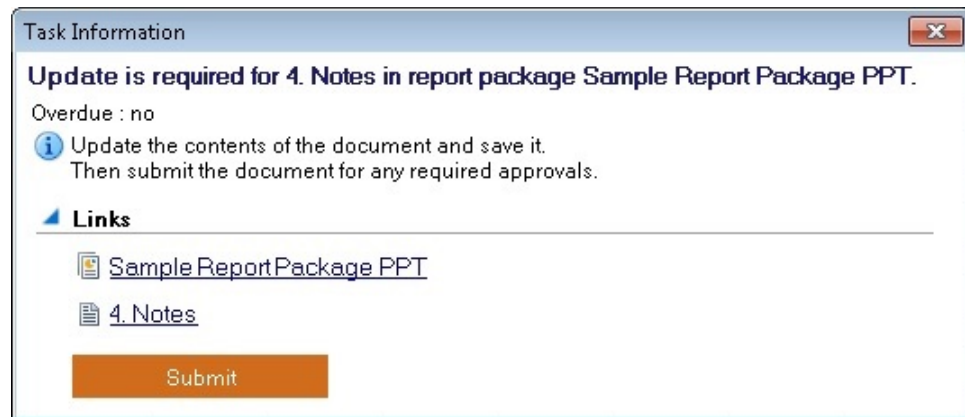 Task Information
Update is required for 4. Notes in report package Sample Report Package PPT.
Overdue : no
Update the contents of the document and save it.
Then submit the document for any required approvals.
Links
Sample Report Package PPT
4. Notes
Submit